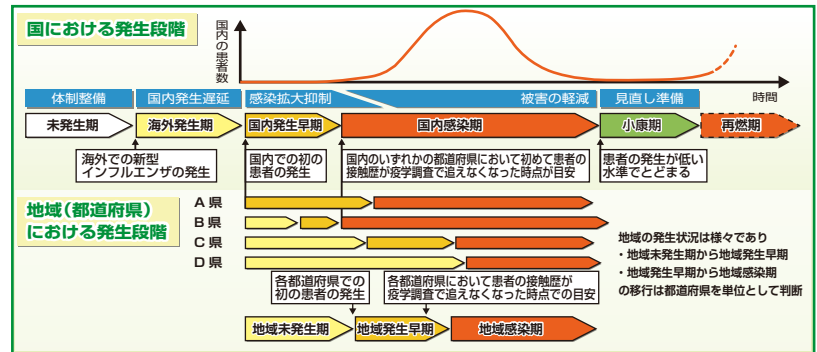 国における発生段階
国内の患者数
時間
体制整備
国内発生遅延
感染拡大抑制
被害の軽減
見直し準備
未発生期
海外発生期
国内発生早期
国内感染期
小康期
再燃期
海外での新型
インフルエンザの発生
国内での初の
患者の発生
国内のいずれかの都道府県において初めて患者の
接触歴が疫学調査で追えなくなった時点が目安
患者の発生が低い
水準でとどまる
地域（都道府県）
における発生段階
A 県
B 県
C 県
D 県
地域の発生状況は様々であり
・地域未発生期から地域発生早期
・地域発生早期から地域感染期
の移行は都道府県を単位として判断
各都道府県での
初の患者の発生
各都道府県において患者の接触歴が
疫学調査で追えなくなった時点での目安
地域未発生期
地域発生早期
地域感染期